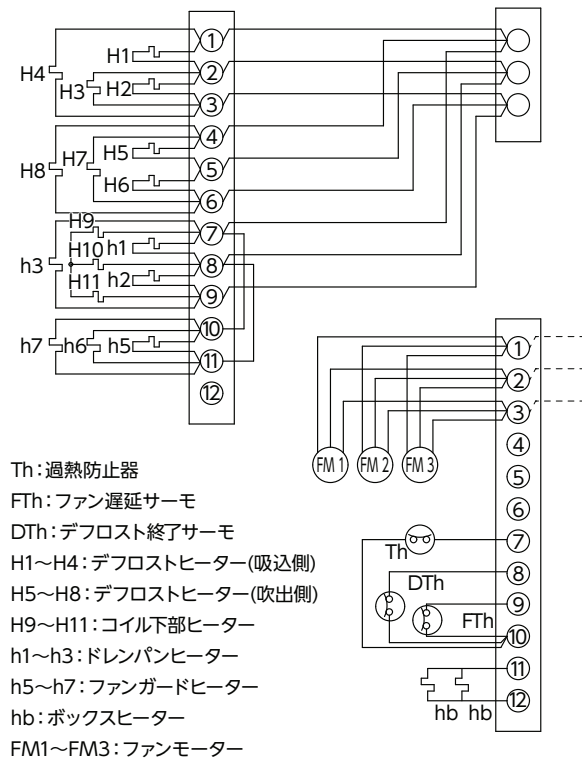 H4
H3
H1
H2
①
②
③
H8
H7
H5
H6
④
⑤
⑥
h3
H9
H10
h1
H11
h2
⑦
⑧
⑨
h7
h6
h5
⑩
⑪
⑫
FM 1
FM 2
FM 3
①
②
③
④
⑤
⑥
Th
⑦
DTh
⑧
⑨
FTh
⑩
⑪
hb hb
⑫
Th：過熱防止器
FTh：ファン遅延サーモ
DTh：デフロスト終了サーモ
H1～H4：デフロストヒーター(吸込側)
H5～H8：デフロストヒーター(吹出側)
H9～H11：コイル下部ヒーター
h1～h3：ドレンパンヒーター
h5～h7：ファンガードヒーター
hb：ボックスヒーター
FM1～FM3：ファンモーター